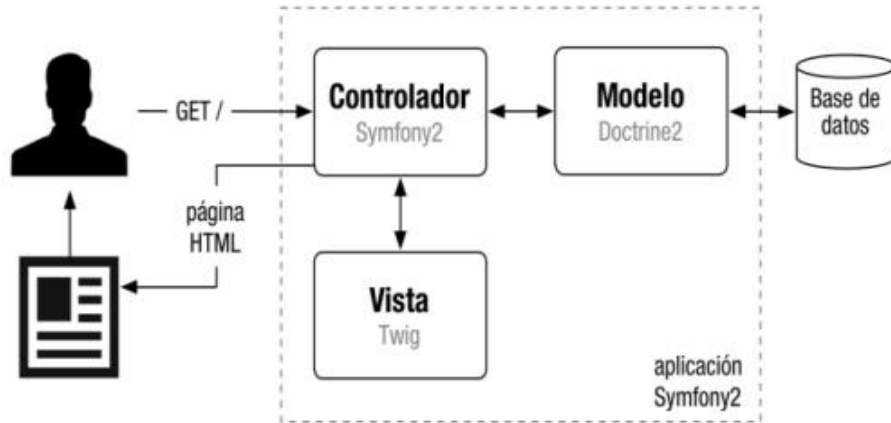 GET /
Controlador
Symfony2
Modelo
Doctrine2
Base de
datos
página
HTML
Vista
Twig
aplicación
Symfony2